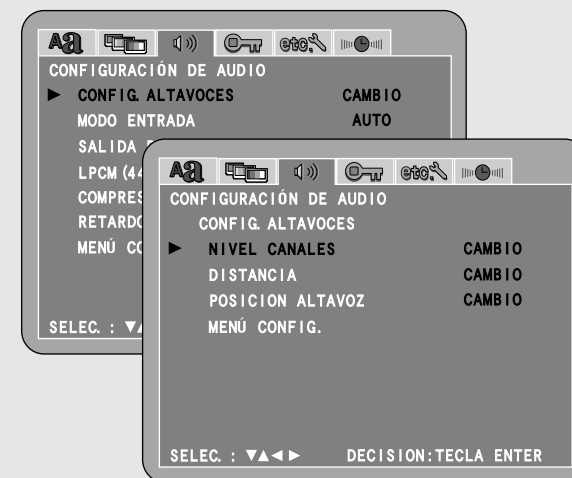 Aa etc.
CONFIGURACIÓN DE AUDIO
► CONFIG. ALTAVOCES CAMBIO
MODO ENTRADA AUTO
SALIDA
LPCM (44
COMPRES
RETARDO
MENÚ CO
SELEC. : ▼▲
Aa etc.
CONFIGURACIÓN DE AUDIO
CONFIG. ALTAVOCES
► NIVEL CANALES CAMBIO
DISTANCIA CAMBIO
POSICION ALTAVOZ CAMBIO
MENÚ CONFIG.
SELEC. : ▼▲◄► DECISION:TECLA ENTER